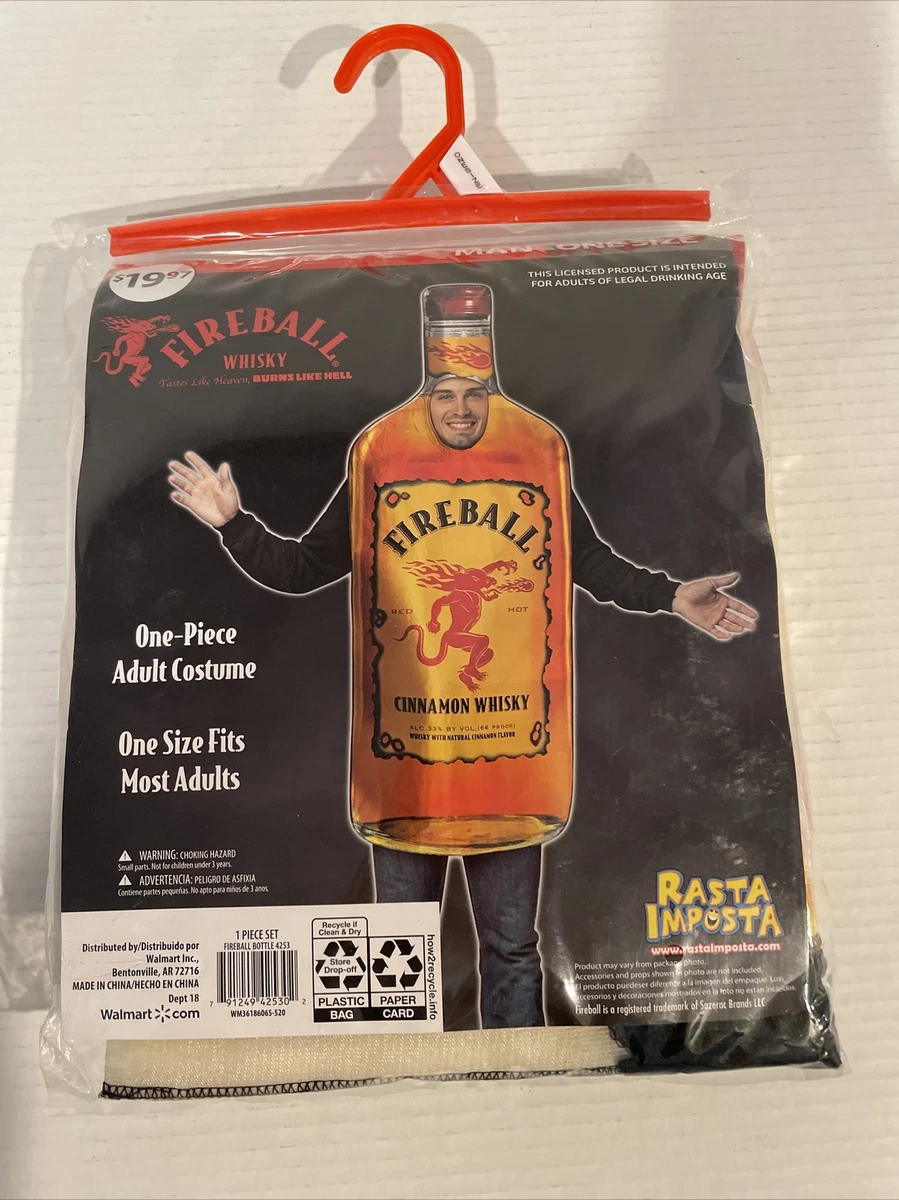 MAN ONE-SIZE
$19.97
THIS LICENSED PRODUCT IS INTENDED
FOR ADULTS OF LEGAL DRINKING AGE
FIREBALL®
WHISKY
Tastes Like Heaven, BURNS LIKE HELL
FIREBALL
RED HOT
CINNAMON WHISKY
ALC 33% BY VOL (66 PROOF)
WHISKY WITH NATURAL CINNAMON FLAVOR
One-Piece
Adult Costume
One Size Fits
Most Adults
WARNING: CHOKING HAZARD
Small parts. Not for children under 3 years.
ADVERTENCIA: PELIGRO DE ASFIXIA
Contiene partes pequeñas. No apto para niños de 3 anos.
Distributed by/Distribuido por
Walmart Inc.,
Bentonville, AR 72716
MADE IN CHINA/HECHO EN CHINA
Dept 18
Walmart.com
1 PIECE SET
FIREBALL BOTTLE 4253
7 91249 42530 2
WM36186065-520
Recycle if
Clean & Dry
Store
Drop-off
PLASTIC
BAG
PAPER
CARD
how2recycle.info
RASTA
IMPOSTA
www.rastaimposta.com
Product may vary from package photo.
Accessories and props shown in photo are not included.
El producto puede ser diferente a la imagen del empaque. Los
accesorios y decoraciones mostrados en la foto no estan incluidos.
Fireball is a registered trademark of Sazerac Brands LLC